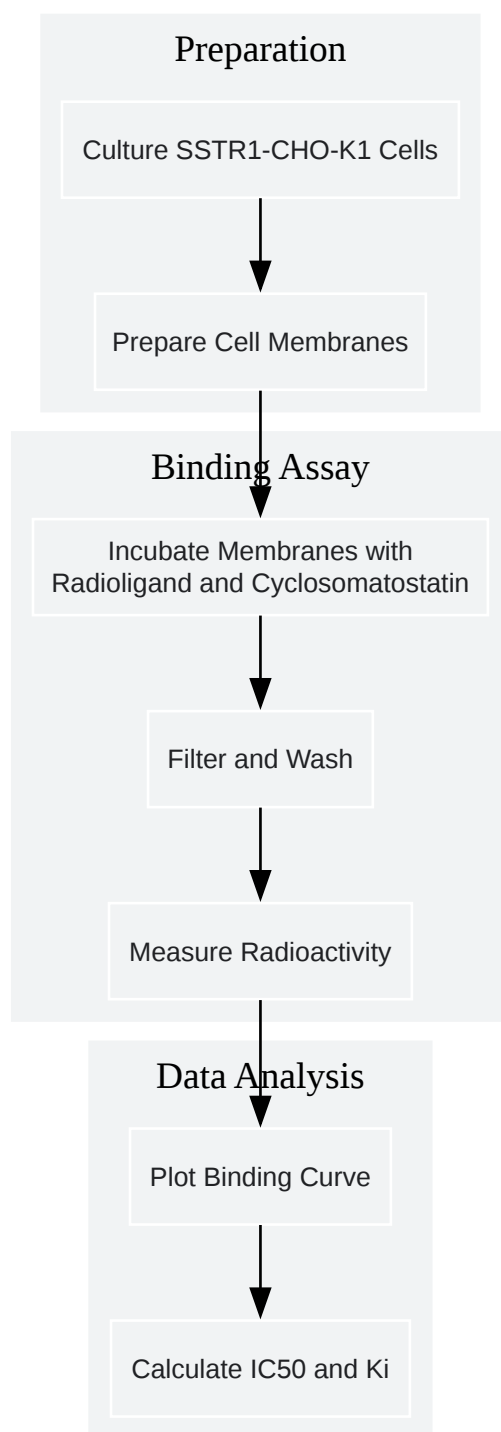 Preparation
Culture SSTR1-CHO-K1 Cells
Prepare Cell Membranes
Binding Assay
Incubate Membranes with
Radioligand and Cyclosomatostatin
Filter and Wash
Measure Radioactivity
Data Analysis
Plot Binding Curve
Calculate IC50 and Ki